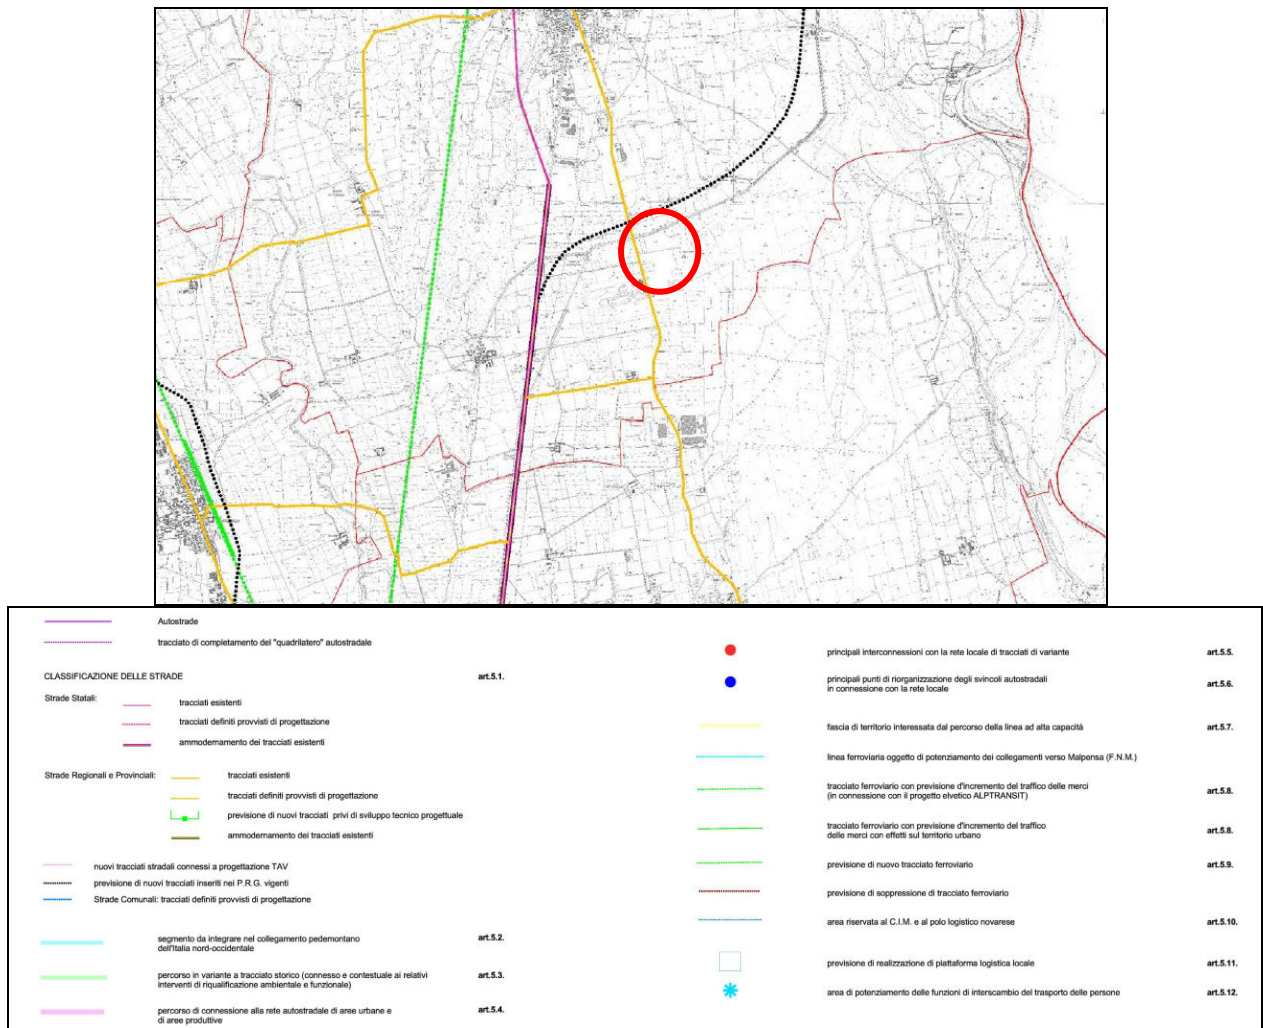 Autostrade
tracciato di completamento del "quadrilatero" autostradale
CLASSIFICAZIONE DELLE STRADE art.5.1.
Strade Statali:
tracciati esistenti
tracciati definiti provvisti di progettazione
ammodernamento dei tracciati esistenti
Strade Regionali e Provinciali:
tracciati esistenti
tracciati definiti provvisti di progettazione
previsione di nuovi tracciati privi di sviluppo tecnico progettuale
ammodernamento dei tracciati esistenti
nuovi tracciati stradali connessi a progettazione TAV
previsione di nuovi tracciati inseriti nei P.R.G. vigenti
Strade Comunali: tracciati definiti provvisti di progettazione
segmento da integrare nel collegamento pedemontano art.5.2.
dell'Italia nord-occidentale
percorso in variante a tracciato storico (connesso e contestuale ai relativi art.5.3.
interventi di riqualificazione ambientale e funzionale)
percorso di connessione alla rete autostradale di aree urbane e art.5.4.
di aree produttive
principali interconnessioni con la rete locale di tracciati di variante art.5.5.
principali punti di riorganizzazione degli svincoli autostradali art.5.6.
in connessione con la rete locale
fascia di territorio interessata dal percorso della linea ad alta capacità art.5.7.
linea ferroviaria oggetto di potenziamento dei collegamenti verso Malpensa (F.N.M.)
tracciato ferroviario con previsione d'incremento del traffico delle merci art.5.8.
(in connessione con il progetto elvetico ALPTRANSIT)
tracciato ferroviario con previsione d'incremento del traffico art.5.8.
delle merci con effetti sul territorio urbano
previsione di nuovo tracciato ferroviario art.5.9.
previsione di soppressione di tracciato ferroviario
area riservata al C.I.M. e al polo logistico novarese art.5.10.
previsione di realizzazione di piattaforma logistica locale art.5.11.
area di potenziamento delle funzioni di interscambio del trasporto delle persone art.5.12.